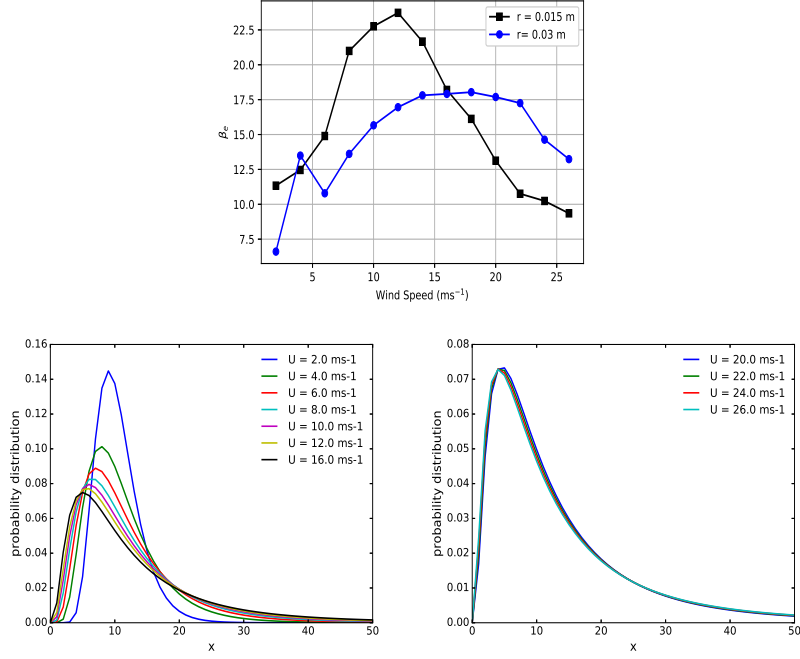 r = 0.015 m
r= 0.03 m
22.5
20.0
17.5
15.0
12.5
10.0
7.5
βe
5 10 15 20 25
Wind Speed (ms⁻¹)
0.16
0.14
0.12
0.10
0.08
0.06
0.04
0.02
0.00
probability distribution
U = 2.0 ms-1
U = 4.0 ms-1
U = 6.0 ms-1
U = 8.0 ms-1
U = 10.0 ms-1
U = 12.0 ms-1
U = 16.0 ms-1
0 10 20 30 40 50
x
0.08
0.07
0.06
0.05
0.04
0.03
0.02
0.01
0.00
probability distribution
U = 20.0 ms-1
U = 22.0 ms-1
U = 24.0 ms-1
U = 26.0 ms-1
0 10 20 30 40 50
x